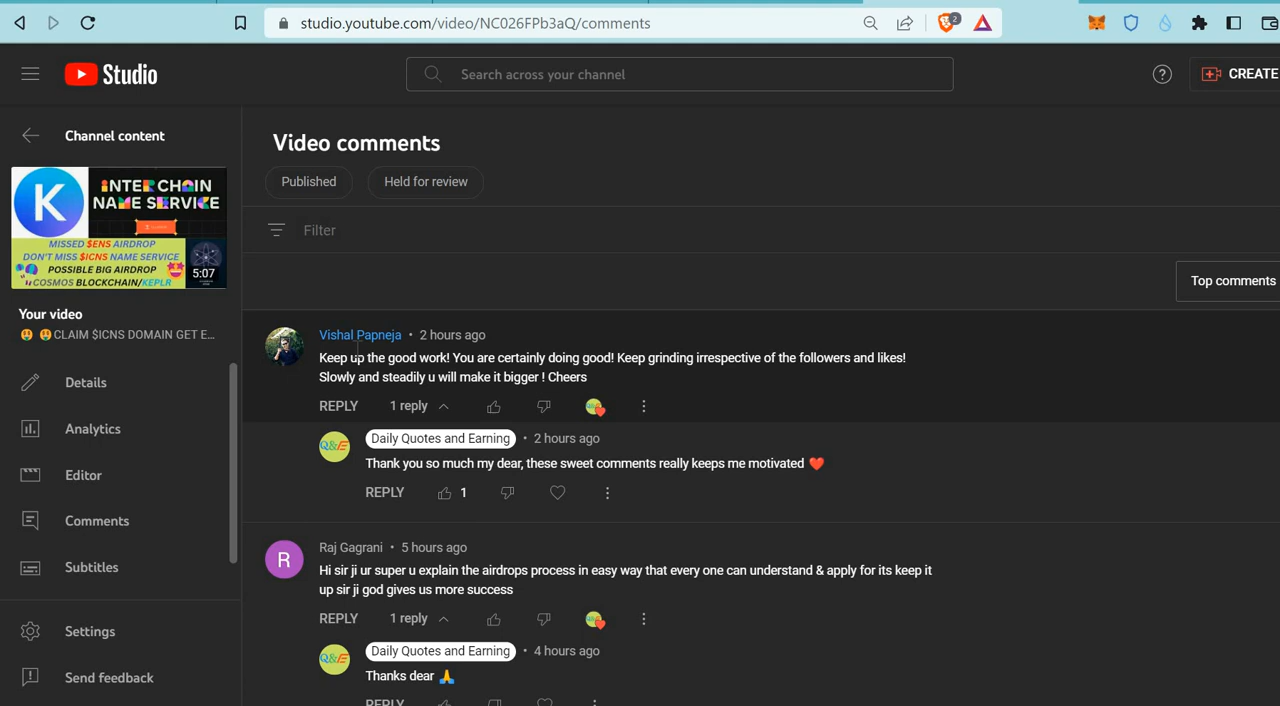 studio.youtube.com/video/NC026FPb3aQ/comments
2
Studio
Search across your channel
CREATE
Channel content
K
INTERCHAIN
NAME SERVICE
MISSED $ENS AIRDROP
DON'T MISS $ICNS NAME SERVICE
POSSIBLE BIG AIRDROP
COSMOS BLOCKCHAIN/KEPLR
5:07
Your video
🤑 🤑CLAIM $ICNS DOMAIN GET E...
Details
Analytics
Editor
Comments
Subtitles
Settings
Send feedback
Video comments
Published
Held for review
Filter
Top comments
Vishal Papneja • 2 hours ago
Keep up the good work! You are certainly doing good! Keep grinding irrespective of the followers and likes!
Slowly and steadily u will make it bigger ! Cheers
REPLY 1 reply
Q&E
Daily Quotes and Earning • 2 hours ago
Thank you so much my dear, these sweet comments really keeps me motivated ❤️
REPLY 1
R
Raj Gagrani • 5 hours ago
Hi sir ji ur super u explain the airdrops process in easy way that every one can understand & apply for its keep it
up sir ji god gives us more success
REPLY 1 reply
Q&E
Daily Quotes and Earning • 4 hours ago
Thanks dear 🙏
REPLY